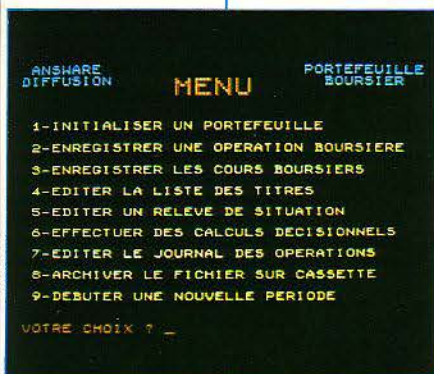 ANSWARE
DIFFUSION
MENU
PORTEFEUILLE
BOURSIER
1-INITIALISER UN PORTEFEUILLE
2-ENREGISTRER UNE OPERATION BOURSIERE
3-ENREGISTRER LES COURS BOURSIERS
4-EDITER LA LISTE DES TITRES
5-EDITER UN RELEVE DE SITUATION
6-EFFECTUER DES CALCULS DECISIONNELS
7-EDITER LE JOURNAL DES OPERATIONS
8-ARCHIVER LE FICHIER SUR CASSETTE
9-DEBUTER UNE NOUVELLE PERIODE
VOTRE CHOIX ? _